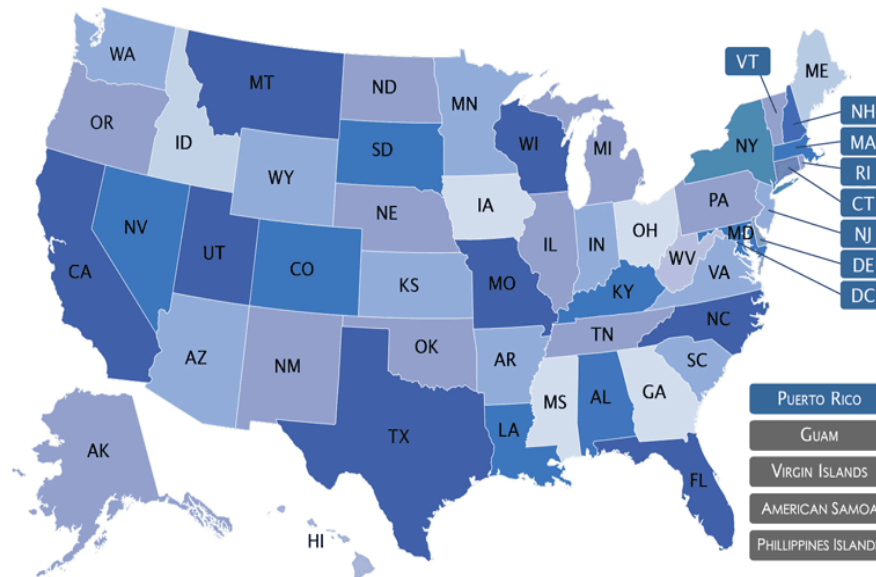 WA
MT
ND
MN
VT
ME
OR
ID
SD
WI
MI
NY
NH
MA
RI
CT
NJ
DE
DC
WY
NE
IA
PA
NV
UT
CO
IL
IN
OH
MD
WV
VA
CA
KS
MO
KY
NC
AZ
NM
OK
AR
TN
SC
TX
LA
MS
AL
GA
FL
AK
HI
PUERTO RICO
GUAM
VIRGIN ISLANDS
AMERICAN SAMOA
PHILLIPPINES ISLANDS